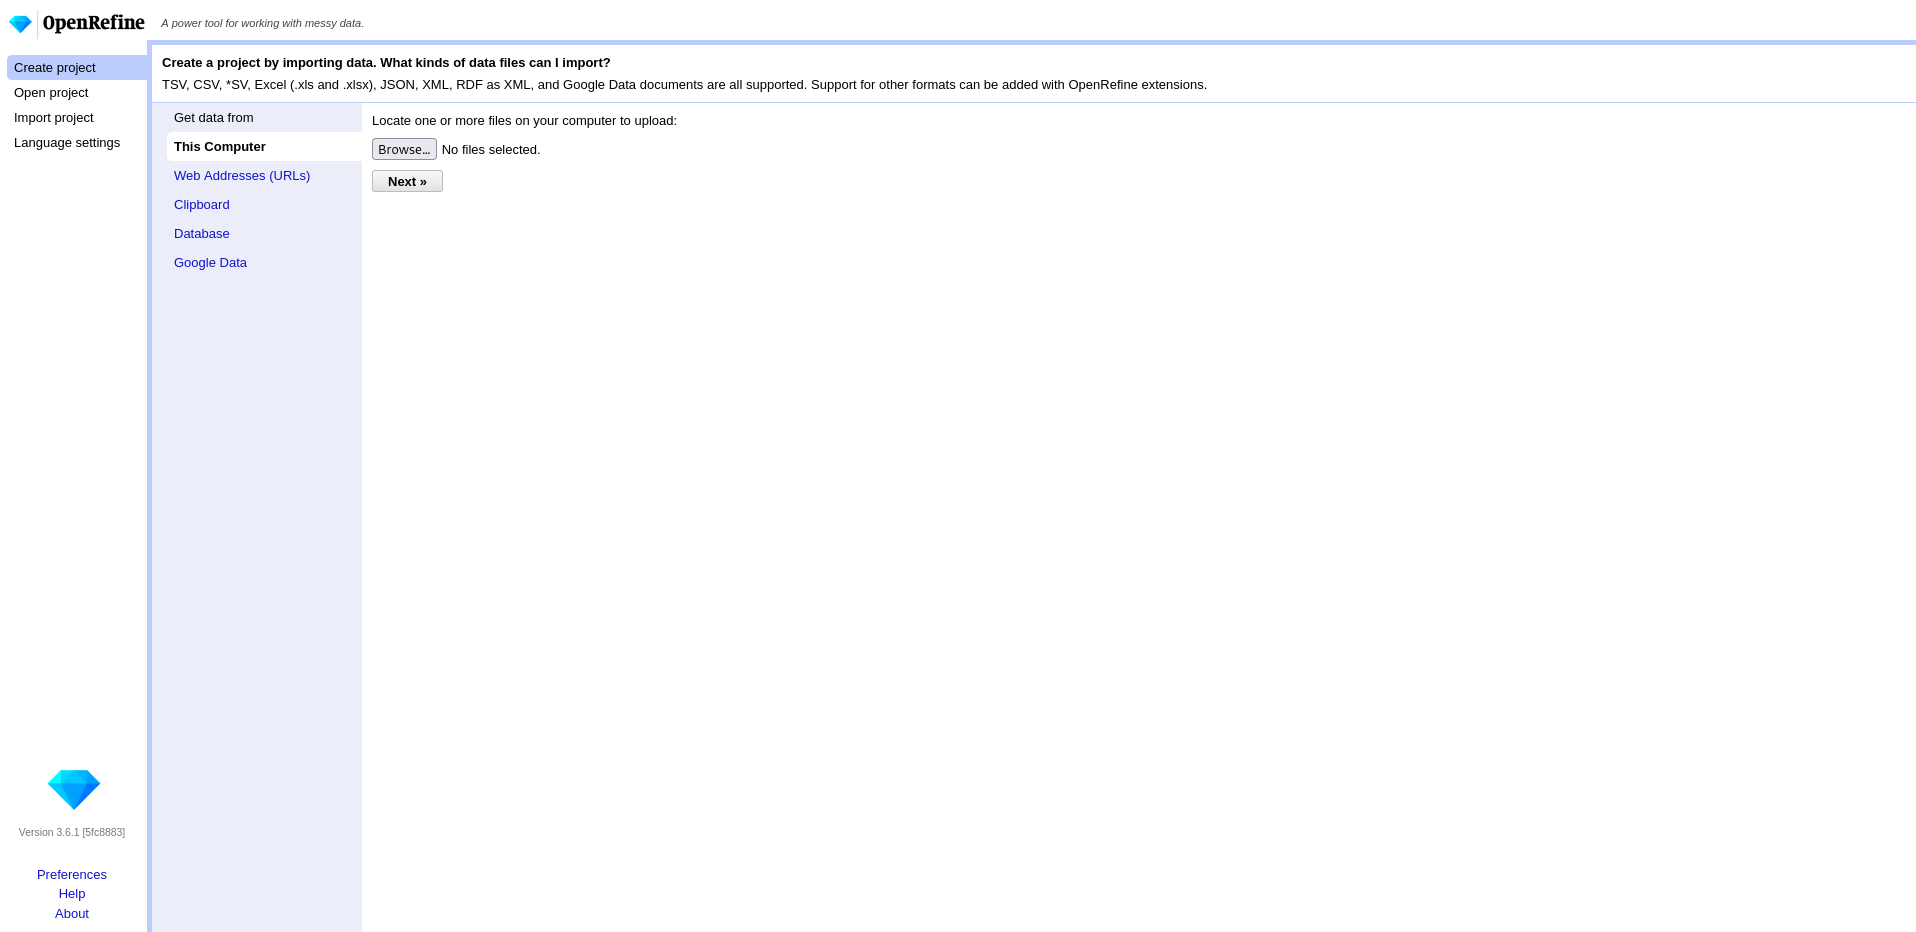 OpenRefine A power tool for working with messy data.
Create project
Open project
Import project
Language settings
Create a project by importing data. What kinds of data files can I import?
TSV, CSV, *SV, Excel (.xls and .xlsx), JSON, XML, RDF as XML, and Google Data documents are all supported. Support for other formats can be added with OpenRefine extensions.
Get data from
This Computer
Web Addresses (URLs)
Clipboard
Database
Google Data
Locate one or more files on your computer to upload:
Browse... No files selected.
Next »
Version 3.6.1 [5fc8883]
Preferences
Help
About